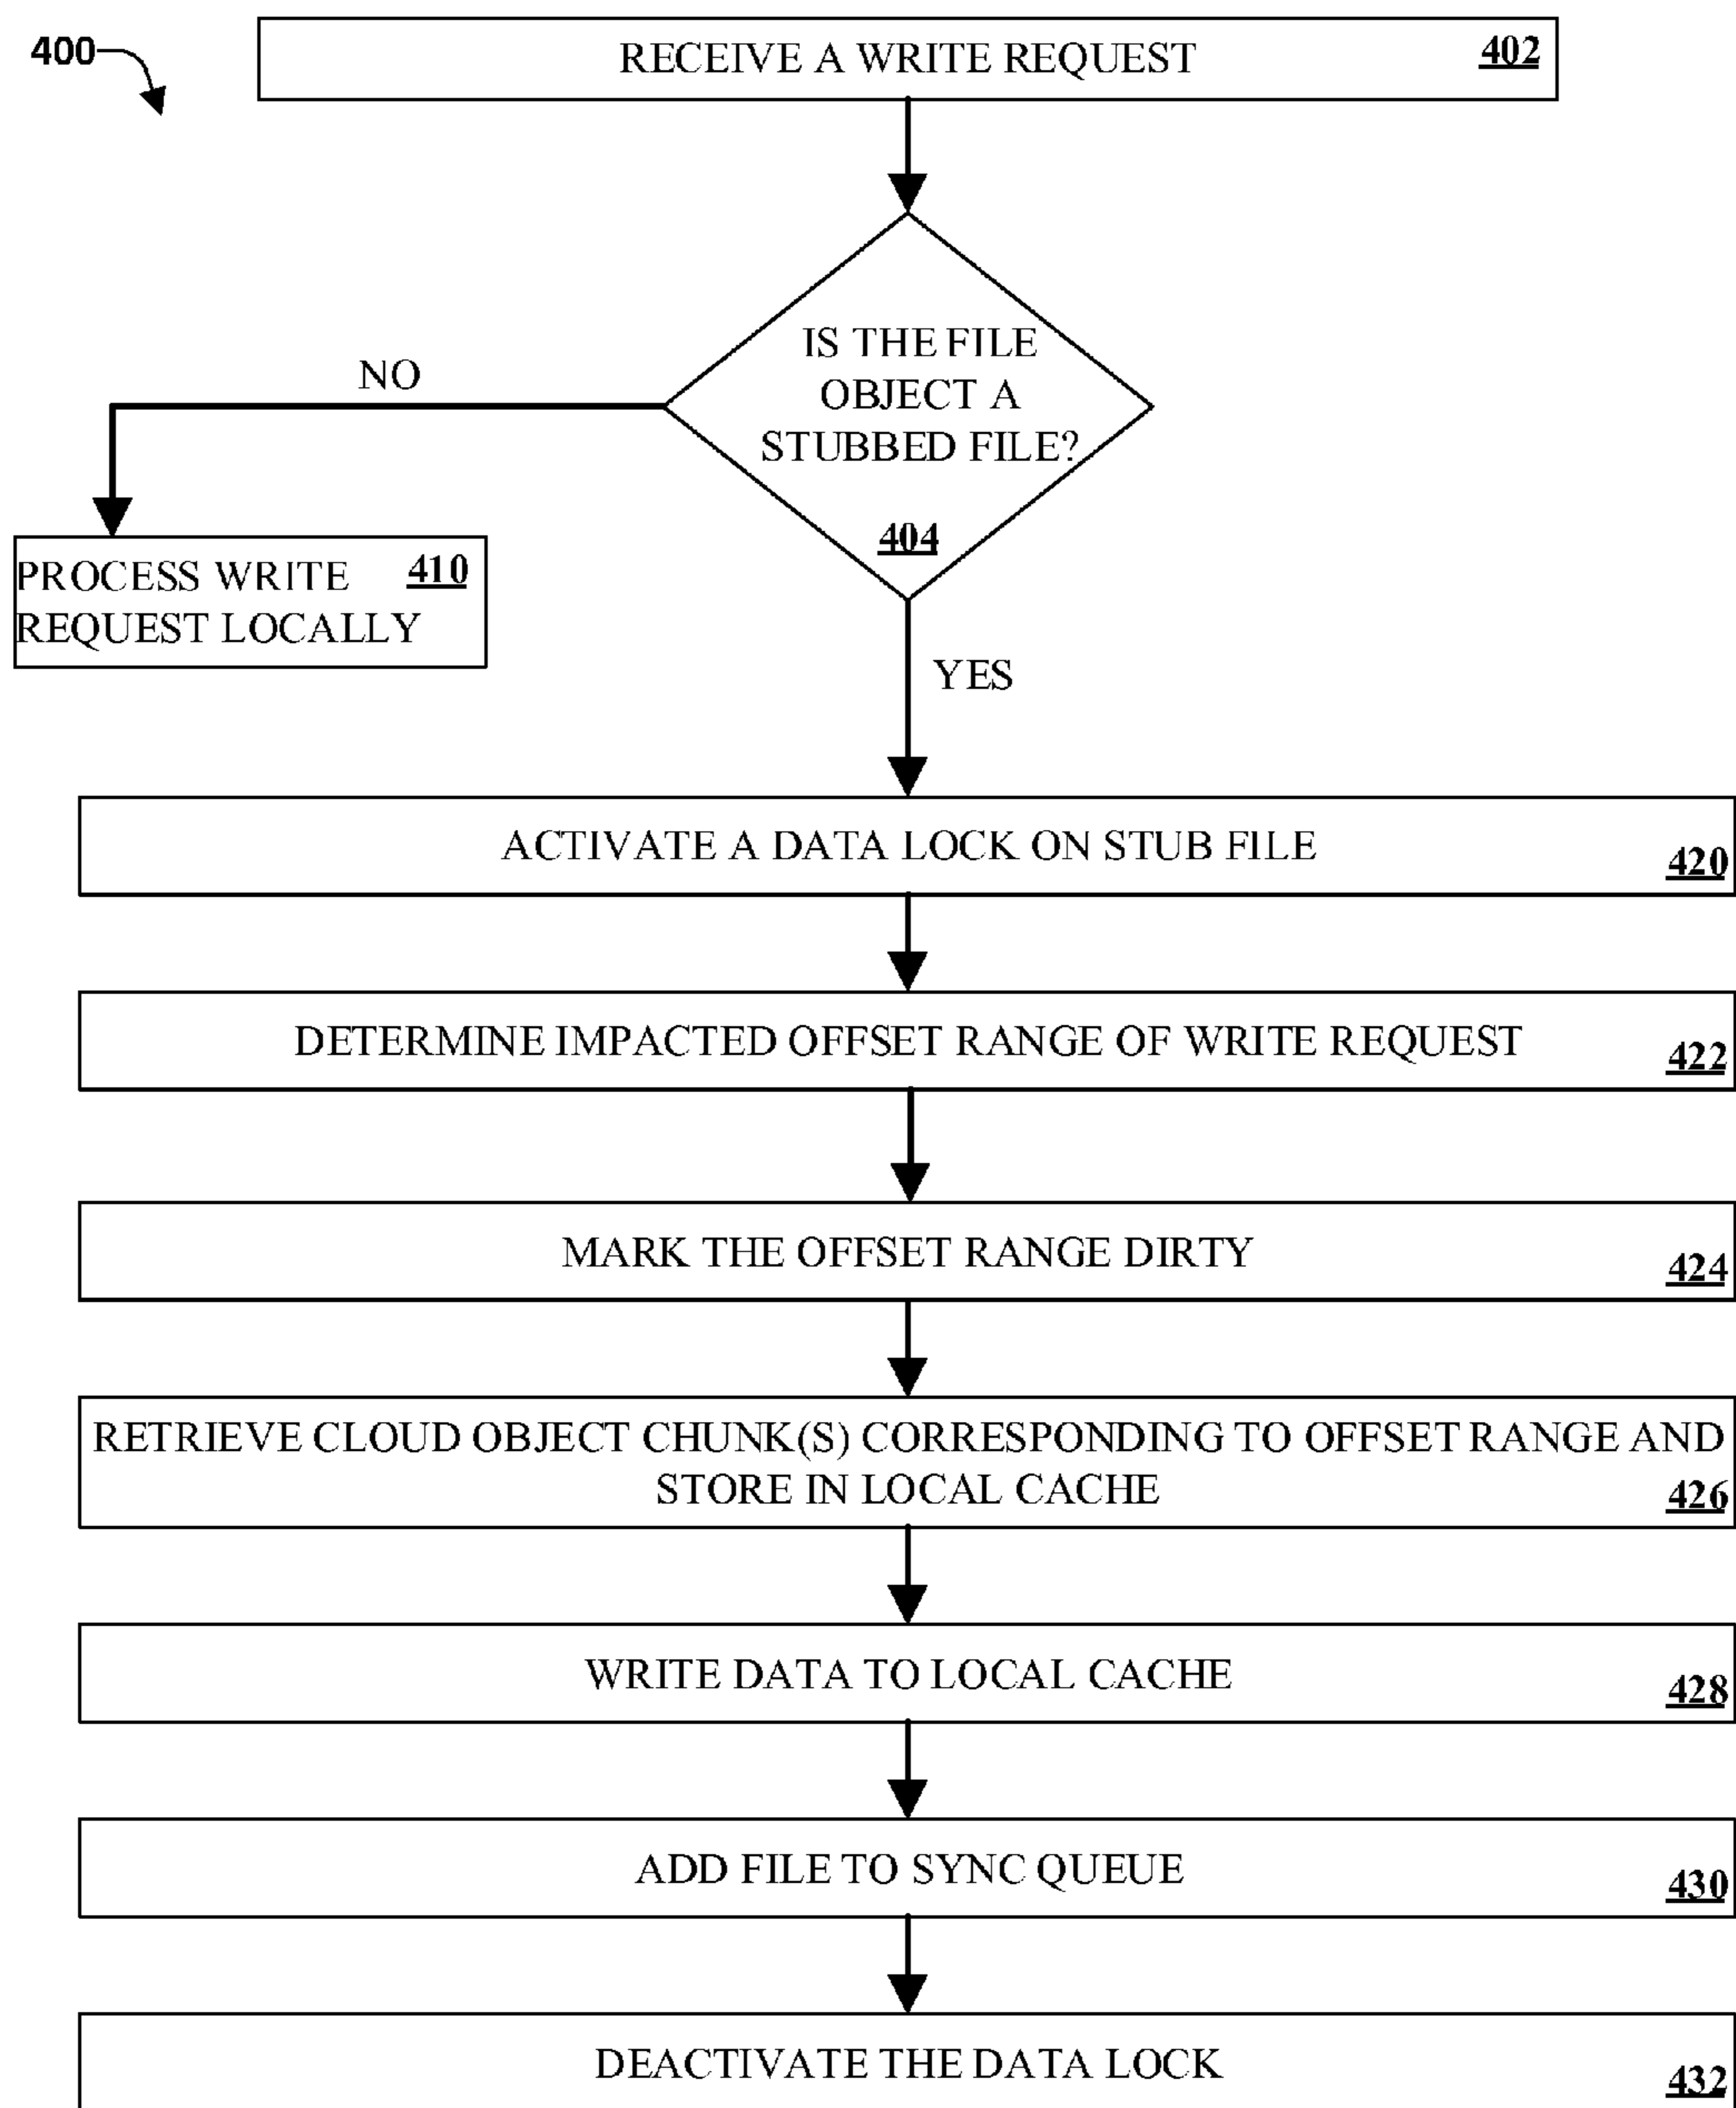 400
RECEIVE A WRITE REQUEST 402
IS THE FILE
OBJECT A
STUBBED FILE?
404
NO
PROCESS WRITE 410
REQUEST LOCALLY
YES
ACTIVATE A DATA LOCK ON STUB FILE 420
DETERMINE IMPACTED OFFSET RANGE OF WRITE REQUEST 422
MARK THE OFFSET RANGE DIRTY 424
RETRIEVE CLOUD OBJECT CHUNK(S) CORRESPONDING TO OFFSET RANGE AND
STORE IN LOCAL CACHE 426
WRITE DATA TO LOCAL CACHE 428
ADD FILE TO SYNC QUEUE 430
DEACTIVATE THE DATA LOCK 432